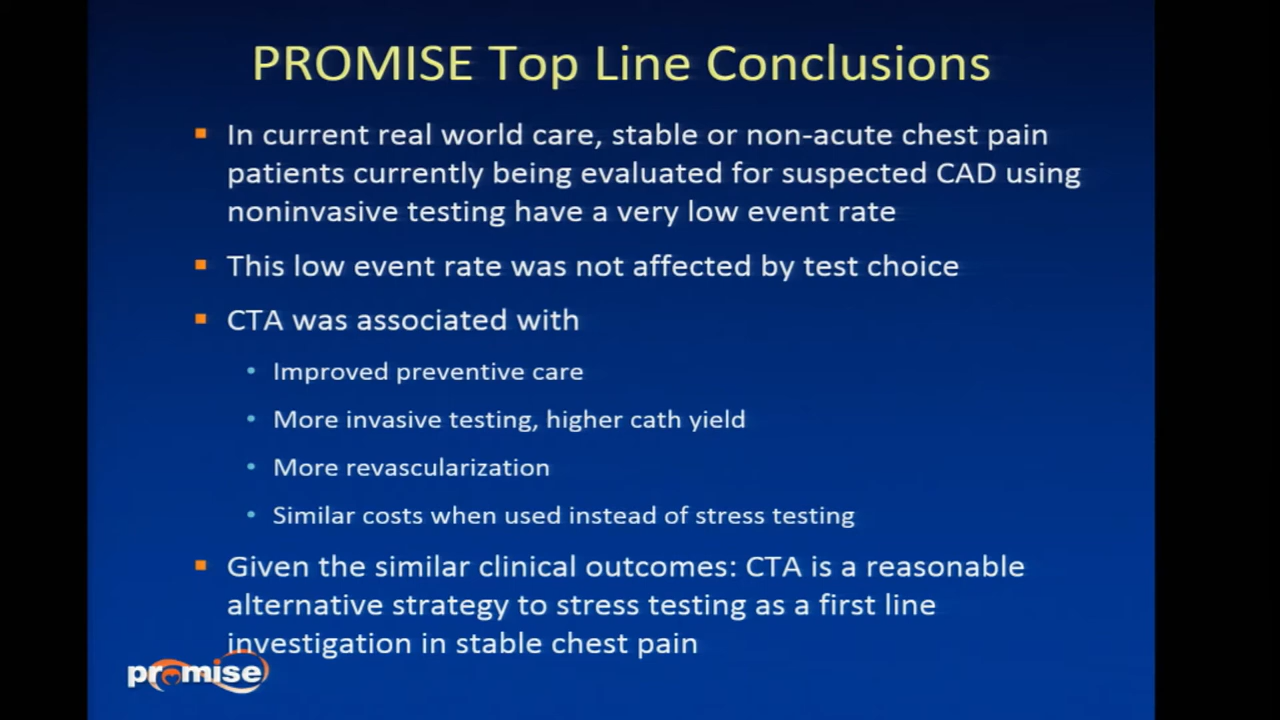 PROMISE Top Line Conclusions
▪ In current real world care, stable or non-acute chest pain
patients currently being evaluated for suspected CAD using
noninvasive testing have a very low event rate
▪ This low event rate was not affected by test choice
▪ CTA was associated with
• Improved preventive care
• More invasive testing, higher cath yield
• More revascularization
• Similar costs when used instead of stress testing
▪ Given the similar clinical outcomes: CTA is a reasonable
alternative strategy to stress testing as a first line
investigation in stable chest pain
promise